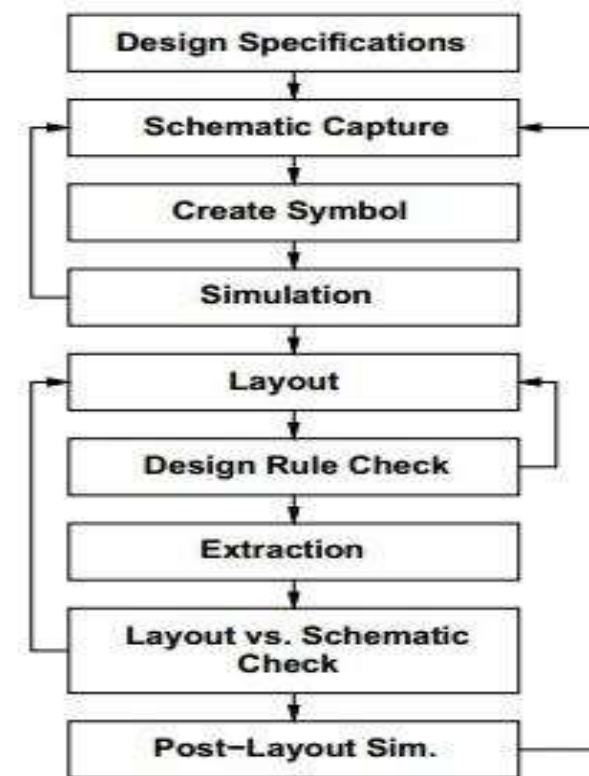 Design Specifications
Schematic Capture
Create Symbol
Simulation
Layout
Design Rule Check
Extraction
Layout vs. Schematic
Check
Post−Layout Sim.